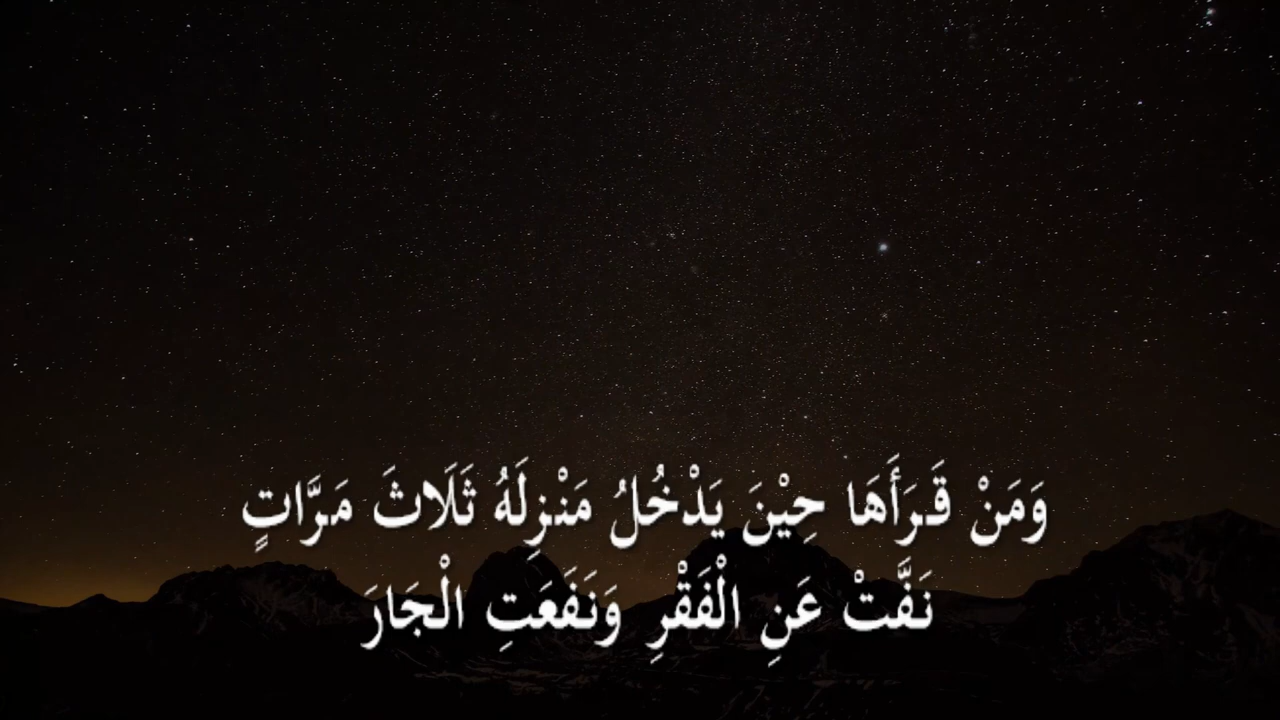 وَمَنْ قَرَأَهَا حِيْنَ يَدْخُلُ مَنْزِلَهُ ثَلَاثَ مَرَّاتٍ
نَفَّتْ عَنِ الْفَقْرِ وَنَفَعَتِ الْجَارَ